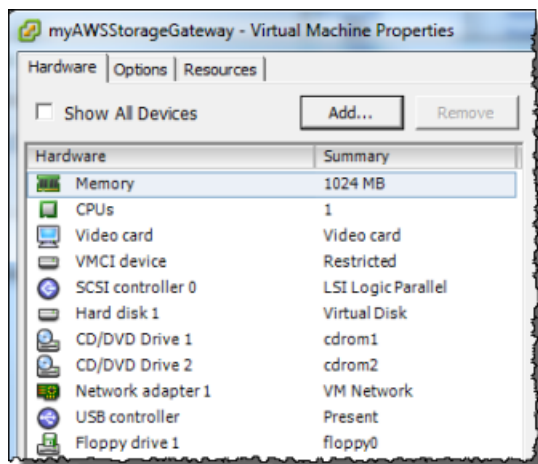 myAWSStorageGateway - Virtual Machine Properties
Hardware Options Resources
Show All Devices Add... Remove
Hardware Summary
Memory 1024 MB
CPUs 1
Video card Video card
VMCI device Restricted
SCSI controller 0 LSI Logic Parallel
Hard disk 1 Virtual Disk
CD/DVD Drive 1 cdrom1
CD/DVD Drive 2 cdrom2
Network adapter 1 VM Network
USB controller Present
Floppy drive 1 floppy0